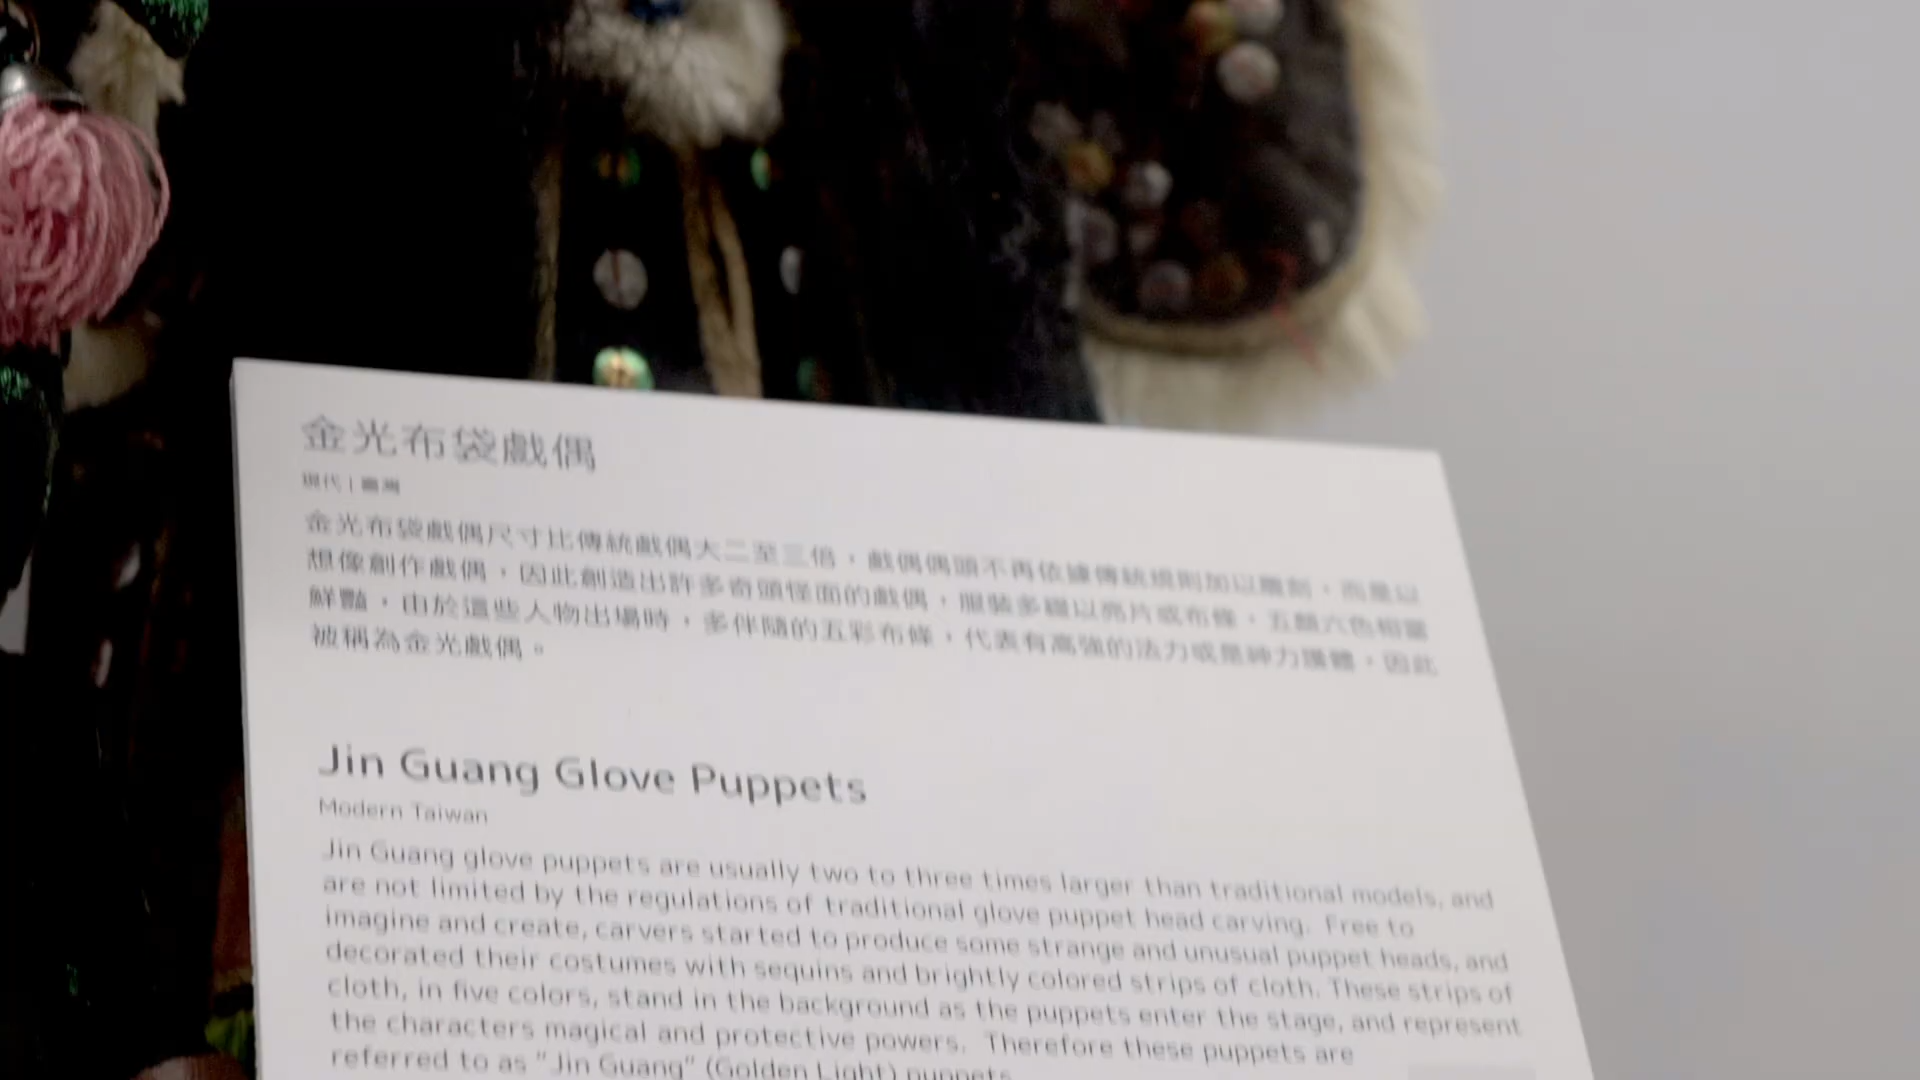 金光布袋戲偶
現代 | 臺灣
金光布袋戲偶尺寸比傳統戲偶大二至三倍，戲偶偶頭不再依據傳統規則加以雕刻，而是以
想像創作戲偶，因此創造出許多奇頭怪面的戲偶，服裝多綴以亮片或布條，五顏六色相當
鮮豔，由於這些人物出場時，多伴隨的五彩布條，代表有高強的法力或是神力護體，因此
被稱為金光戲偶。
Jin Guang Glove Puppets
Modern Taiwan
Jin Guang glove puppets are usually two to three times larger than traditional models, and
are not limited by the regulations of traditional glove puppet head carving. Free to
imagine and create, carvers started to produce some strange and unusual puppet heads, and
decorated their costumes with sequins and brightly colored strips of cloth. These strips of
cloth, in five colors, stand in the background as the puppets enter the stage, and represent
the characters magical and protective powers. Therefore these puppets are
referred to as "Jin Guang" (Golden Light) puppets.